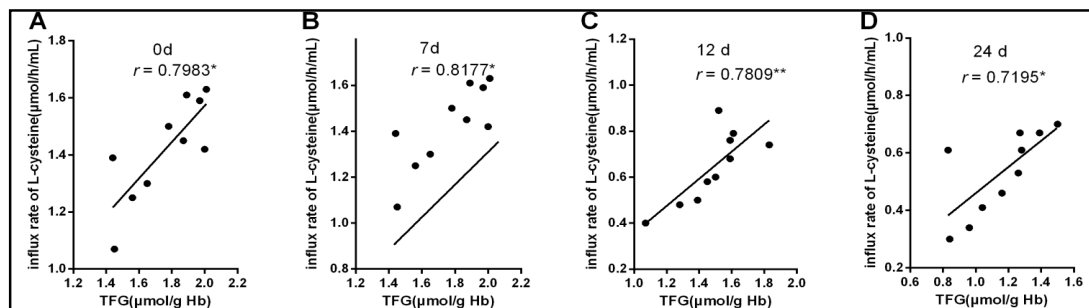 A
0d
r = 0.7983*
influx rate of L-cysteine(μmol/h/mL)
1.8
1.6
1.4
1.2
1.0
1.2 1.4 1.6 1.8 2.0 2.2
TFG(μmol/g Hb)
B
7d
r = 0.8177*
influx rate of L-cysteine(μmol/h/mL)
1.8
1.6
1.4
1.2
1.0
0.8
1.2 1.4 1.6 1.8 2.0 2.2
TFG(μmol/g Hb)
C
12 d
r = 0.7809**
influx rate of L-cysteine(μmol/h/mL)
1.2
1.0
0.8
0.6
0.4
0.2
1.0 1.2 1.4 1.6 1.8 2.0
TFG(μmol/g Hb)
D
24 d
r = 0.7195*
influx rate of L-cysteine(μmol/h/mL)
1.0
0.8
0.6
0.4
0.2
0.6 0.8 1.0 1.2 1.4 1.6
TFG(μmol/g Hb)